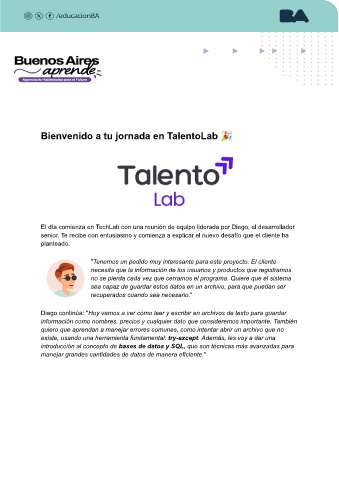 /educacionBA
BA
Buenos Aires
aprende
Bienvenido a tu jornada en TalentoLab 🎉
Talento
Lab
El día comienza en TechLab con una reunión de equipo liderada por Diego, el desarrollador
senior. Te recibe con entusiasmo y comienza a explicar el nuevo desafío que el cliente ha
planteado.
"Tenemos un pedido muy interesante para este proyecto. El cliente
necesita que la información de los usuarios y productos que registramos
no se pierda cada vez que cerramos el programa. Quiere que el sistema
sea capaz de guardar estos datos en un archivo, para que puedan ser
recuperados cuando sea necesario."
Diego continúa: "Hoy vamos a ver cómo leer y escribir en archivos de texto para guardar
información como nombres, precios y cualquier dato que consideremos importante. También
quiero que aprendan a manejar errores comunes, como intentar abrir un archivo que no
existe, usando una herramienta fundamental: try-except. Además, les voy a dar una
introducción al concepto de bases de datos y SQL, que son técnicas más avanzadas para
manejar grandes cantidades de datos de manera eficiente."